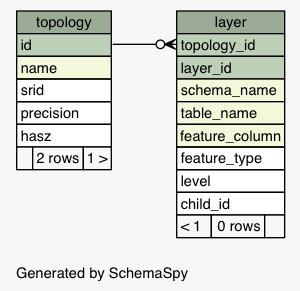 topology
id
name
srid
precision
hasz
2 rows 1 >
layer
topology_id
layer_id
schema_name
table_name
feature_column
feature_type
level
child_id
< 1 0 rows
Generated by SchemaSpy